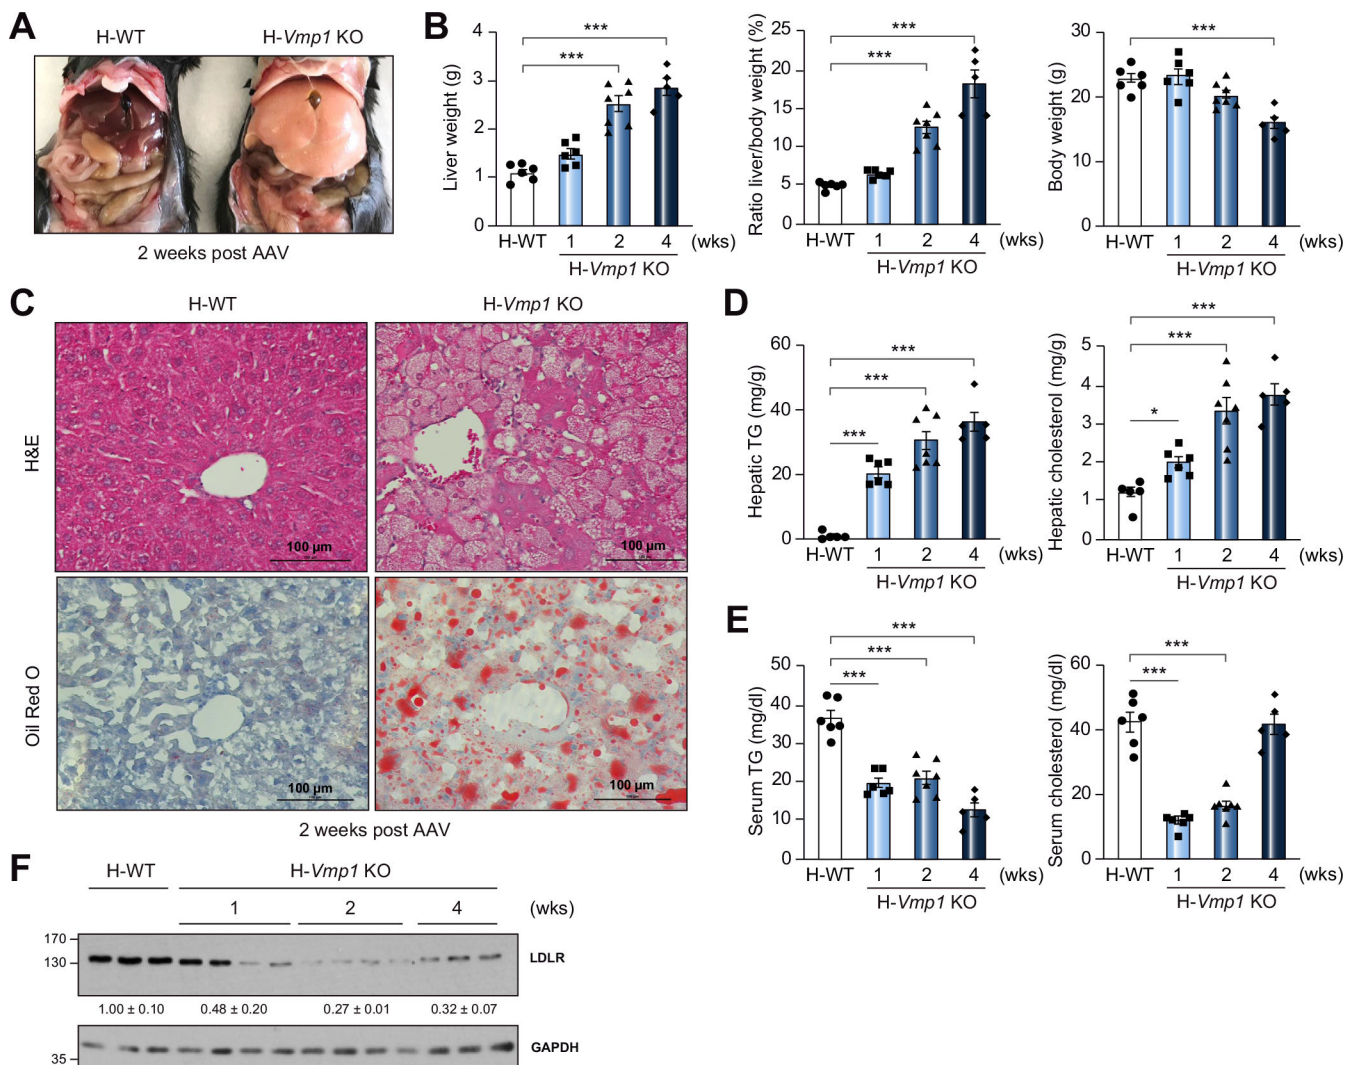 A
H-WT
H-Vmp1 KO
2 weeks post AAV
B
Liver weight (g)
4
3
2
1
0
***
***
H-WT
1
2
4
(wks)
H-Vmp1 KO
Ratio liver/body weight (%)
25
20
15
10
5
0
***
***
H-WT
1
2
4
(wks)
H-Vmp1 KO
Body weight (g)
30
20
10
0
***
H-WT
1
2
4
(wks)
H-Vmp1 KO
C
H-WT
H-Vmp1 KO
H&E
100 µm
100 µm
Oil Red O
100 µm
100 µm
2 weeks post AAV
D
Hepatic TG (mg/g)
60
40
20
0
***
***
***
H-WT
1
2
4
(wks)
H-Vmp1 KO
Hepatic cholesterol (mg/g)
5
4
3
2
1
0
***
***
*
H-WT
1
2
4
(wks)
H-Vmp1 KO
E
Serum TG (mg/dl)
50
40
30
20
10
0
***
***
***
H-WT
1
2
4
(wks)
H-Vmp1 KO
Serum cholesterol (mg/dl)
60
40
20
0
***
***
H-WT
1
2
4
(wks)
H-Vmp1 KO
F
H-WT
H-Vmp1 KO
1
2
4
(wks)
170
130
LDLR
1.00 ± 0.10
0.48 ± 0.20
0.27 ± 0.01
0.32 ± 0.07
35
GAPDH